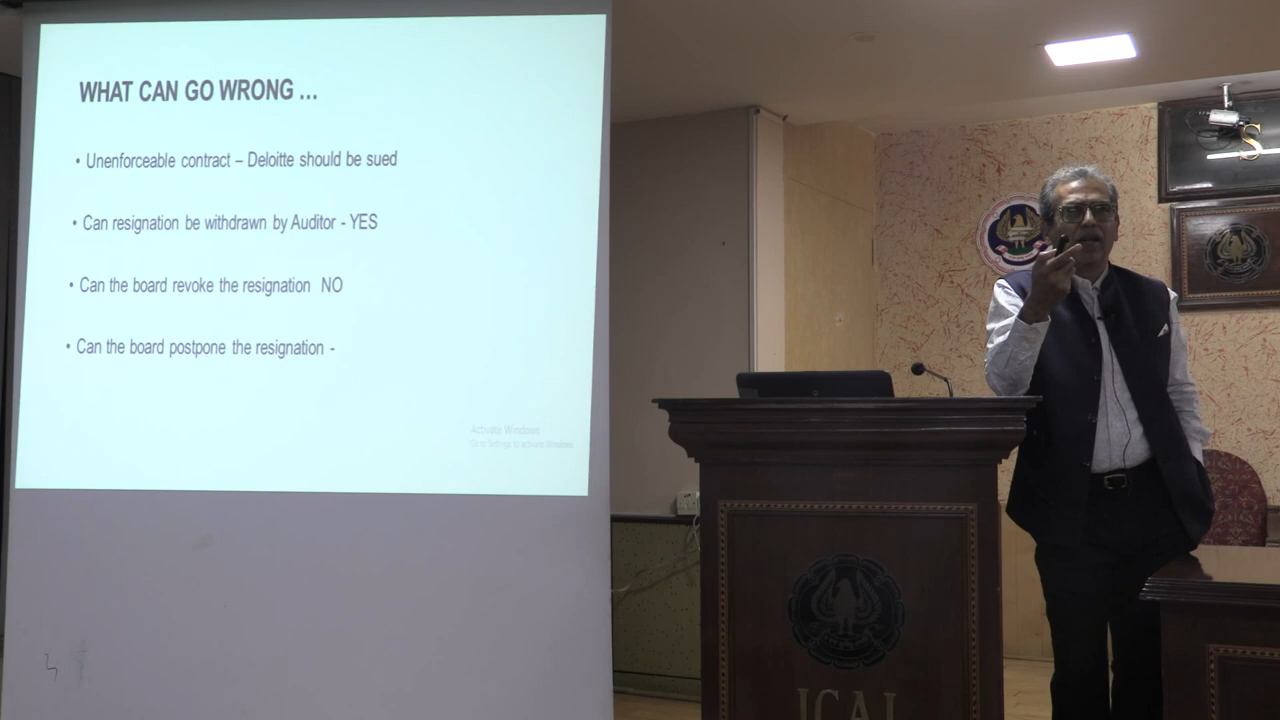 WHAT CAN GO WRONG ...
• Unenforceable contract – Deloitte should be sued
• Can resignation be withdrawn by Auditor - YES
• Can the board revoke the resignation NO
• Can the board postpone the resignation -
Activate Windows
Go to Settings to activate Windows.
S
ICAI